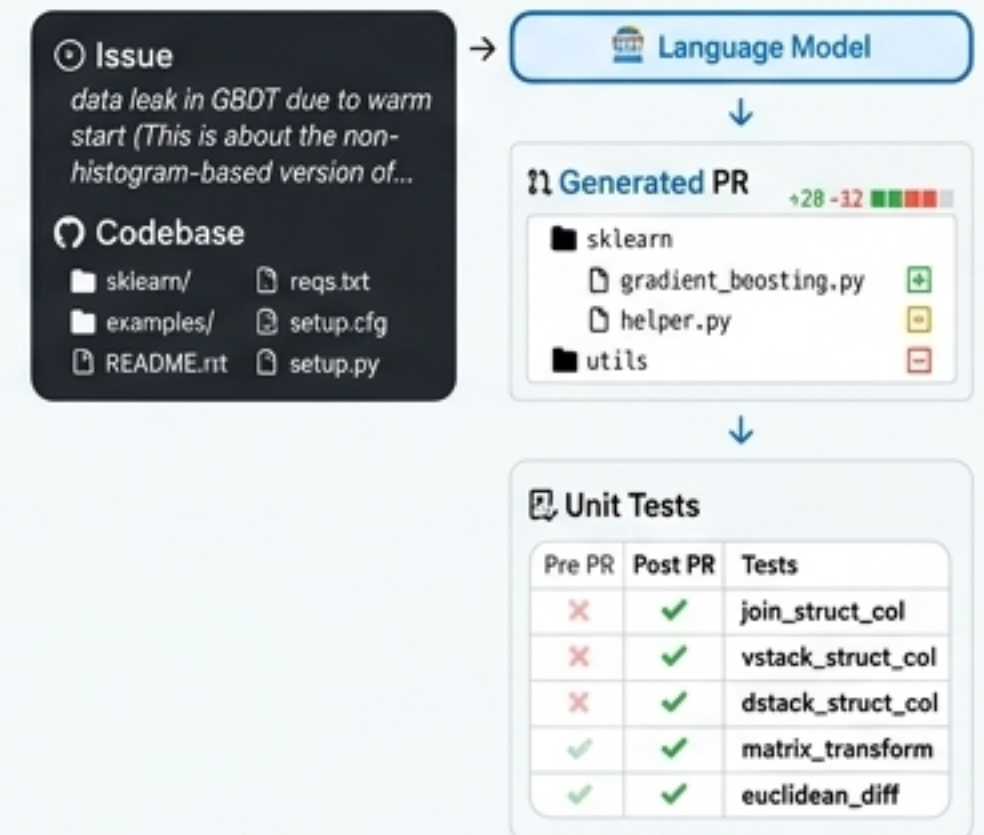 Issue
data leak in GBDT due to warm
start (This is about the non-
histogram-based version of...
Codebase
sklearn/
reqs.txt
examples/
setup.cfg
README.rst
setup.py
Language Model
Generated PR
+28 -32
sklearn
gradient_boosting.py
helper.py
utils
Unit Tests
Pre PR Post PR Tests
join_struct_col
vstack_struct_col
dstack_struct_col
matrix_transform
euclidean_diff